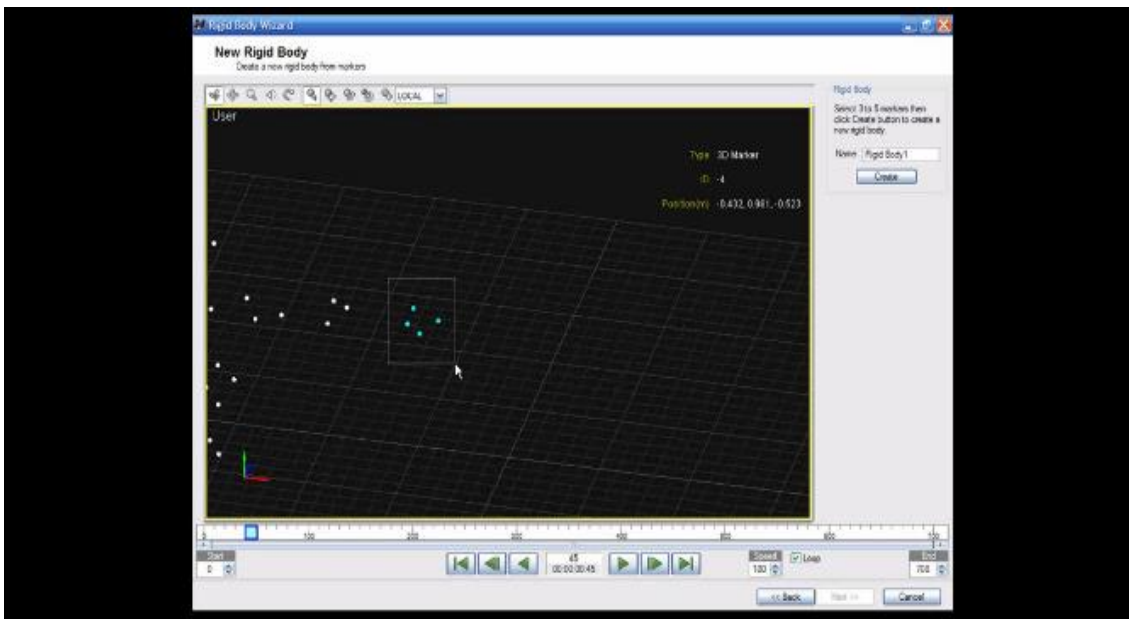 Rigid Body Wizard
New Rigid Body
Create a new rigid body from markers
LOCAL
User
Type 3D Marker
ID -4
Position(m) -0.432, 0.981, -0.523
Rigid Body
Select 3 to 5 markers then
click Create button to create a
new rigid body.
Name Rigid Body1
Create
0 100 200 300 400 500 600 700
Start
0
45
00:00:00:45
Speed
100
Loop
End
700
<< Back
Next >>
Cancel